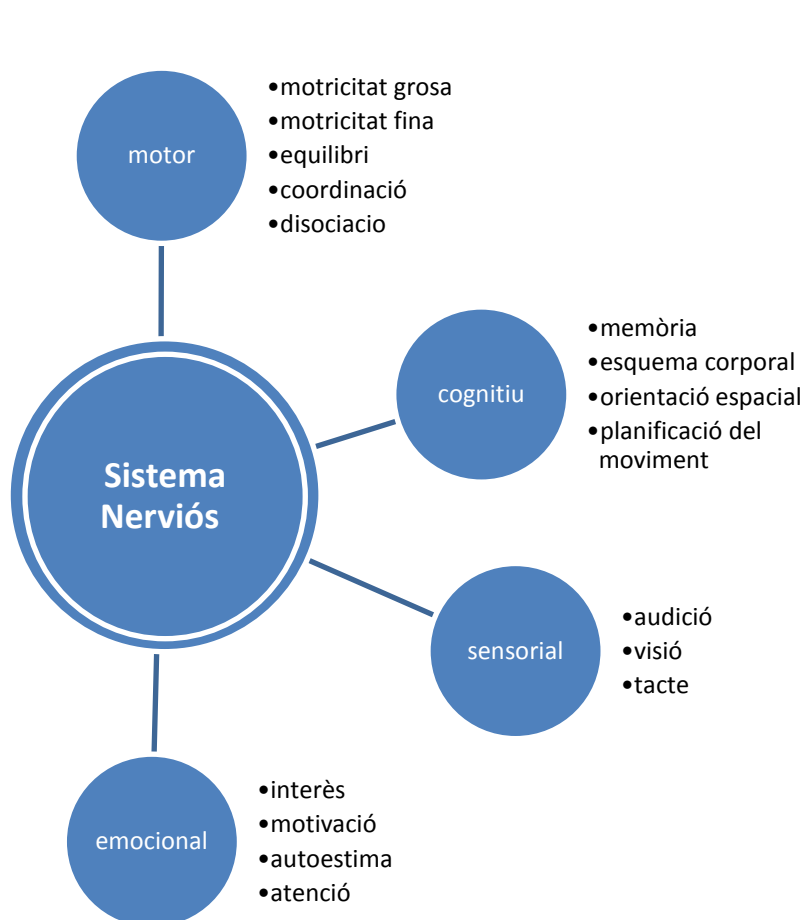 motor
•motricitat grosa
•motricitat fina
•equilibri
•coordinació
•disociacio
cognitiu
•memòria
•esquema corporal
•orientació espacial
•planificació del
moviment
Sistema
Nerviós
sensorial
•audició
•visió
•tacte
emocional
•interès
•motivació
•autoestima
•atenció